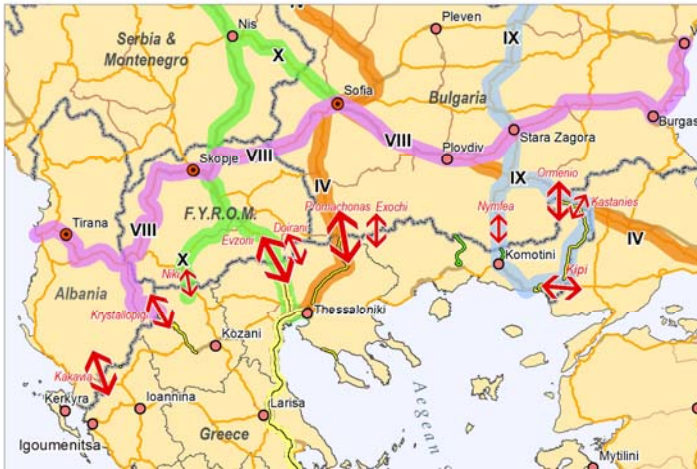 IV
Pleven
V
Nis
Serbia &
Montenegro
X
IX
Sofia
Bulgaria
Burgas
VIII
Stara Zagora
Plovdiv
VIII
Skopje
IX
Ormenio
Kastanies
IV
F.Y.R.O.M.
Promachonas
Exochi
Nymfea
Doirani
Evzoni
Tirana
VIII
IV
X
Komotini
Kipi
Niki
Albania
Krystallopigi
Thessaloniki
Kozani
Kakavia
Kerkyra
Ioannina
Larisa
Aegean
Igoumenitsa
Greece
Mytilini